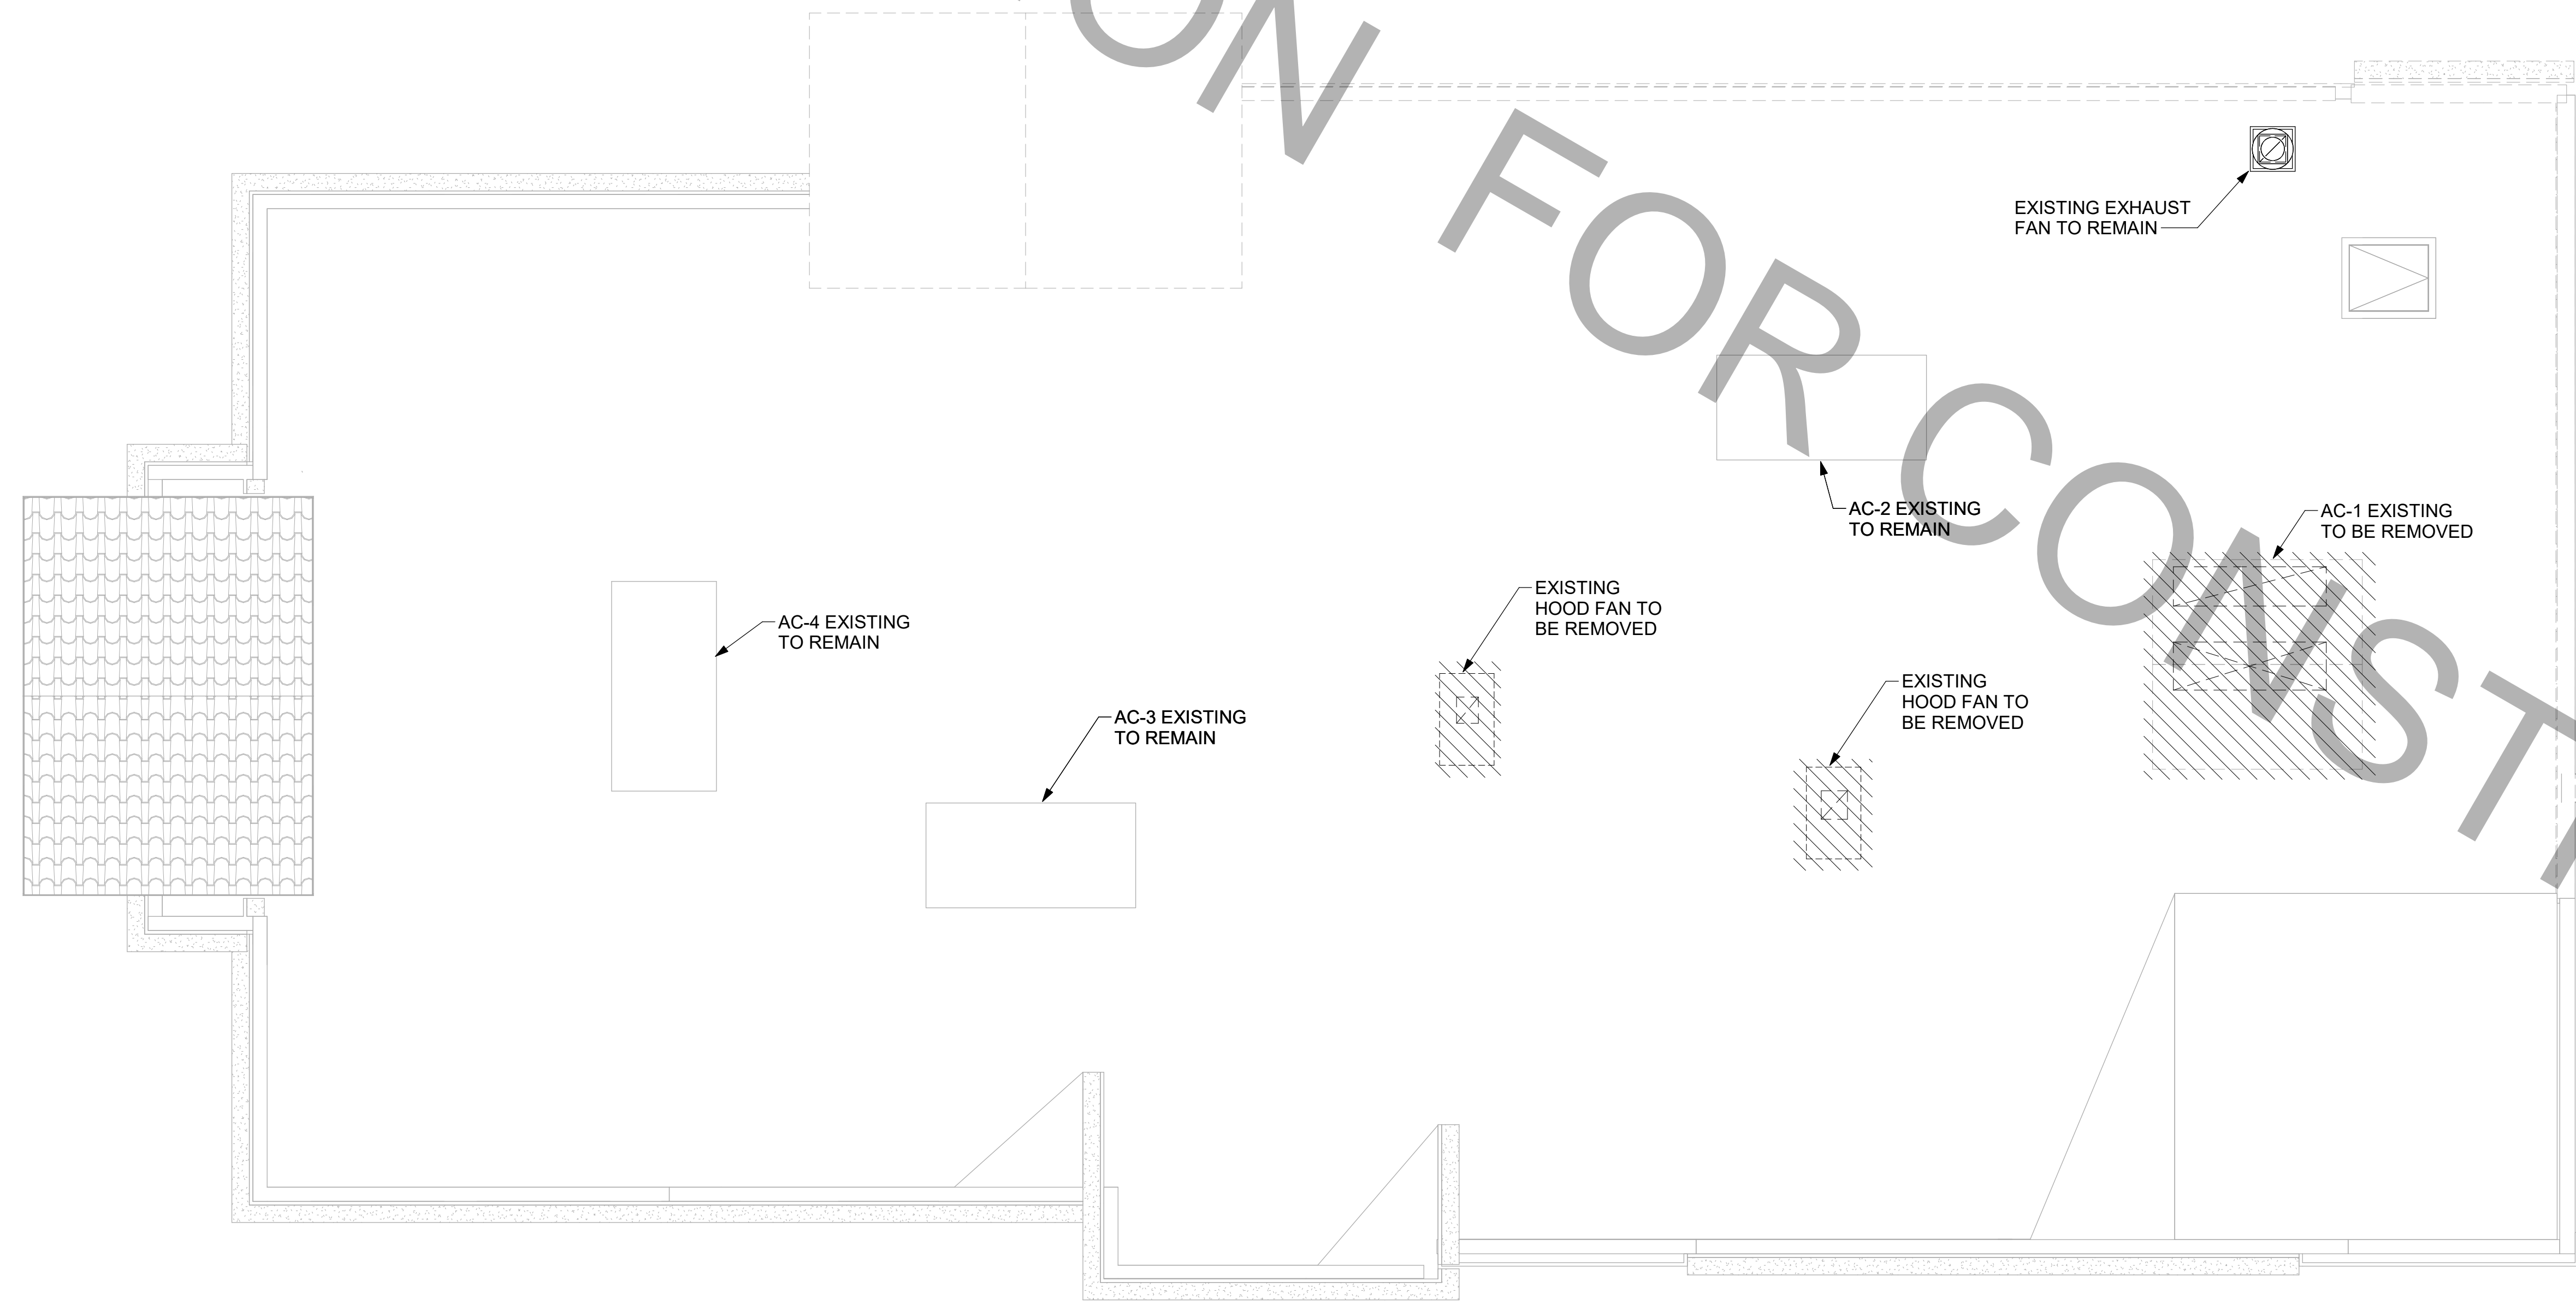 ON FOR CONST
EXISTING EXHAUST
FAN TO REMAIN
AC-2 EXISTING
TO REMAIN
AC-1 EXISTING
TO BE REMOVED
EXISTING
HOOD FAN TO
BE REMOVED
AC-4 EXISTING
TO REMAIN
EXISTING
HOOD FAN TO
BE REMOVED
AC-3 EXISTING
TO REMAIN